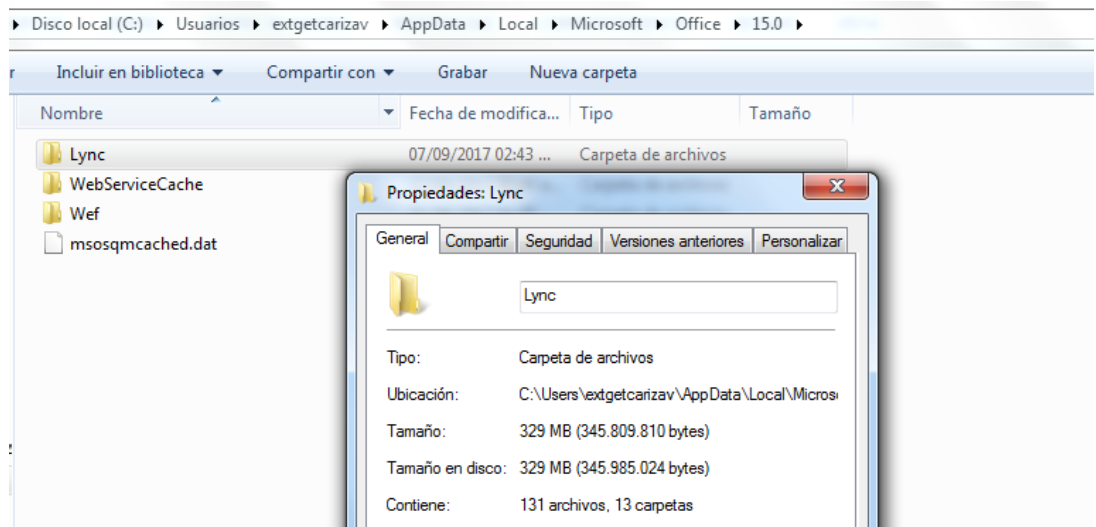 Disco local (C:) ▸ Usuarios ▸ extgetcarizav ▸ AppData ▸ Local ▸ Microsoft ▸ Office ▸ 15.0 ▸
Incluir en biblioteca Compartir con Grabar Nueva carpeta
Nombre Fecha de modifica... Tipo Tamaño
Lync 07/09/2017 02:43 ... Carpeta de archivos
WebServiceCache
Wef
msosqmcached.dat
Propiedades: Lync
General Compartir Seguridad Versiones anteriores Personalizar
Lync
Tipo: Carpeta de archivos
Ubicación: C:\Users\extgetcarizav\AppData\Local\Micros
Tamaño: 329 MB (345.809.810 bytes)
Tamaño en disco: 329 MB (345.985.024 bytes)
Contiene: 131 archivos, 13 carpetas